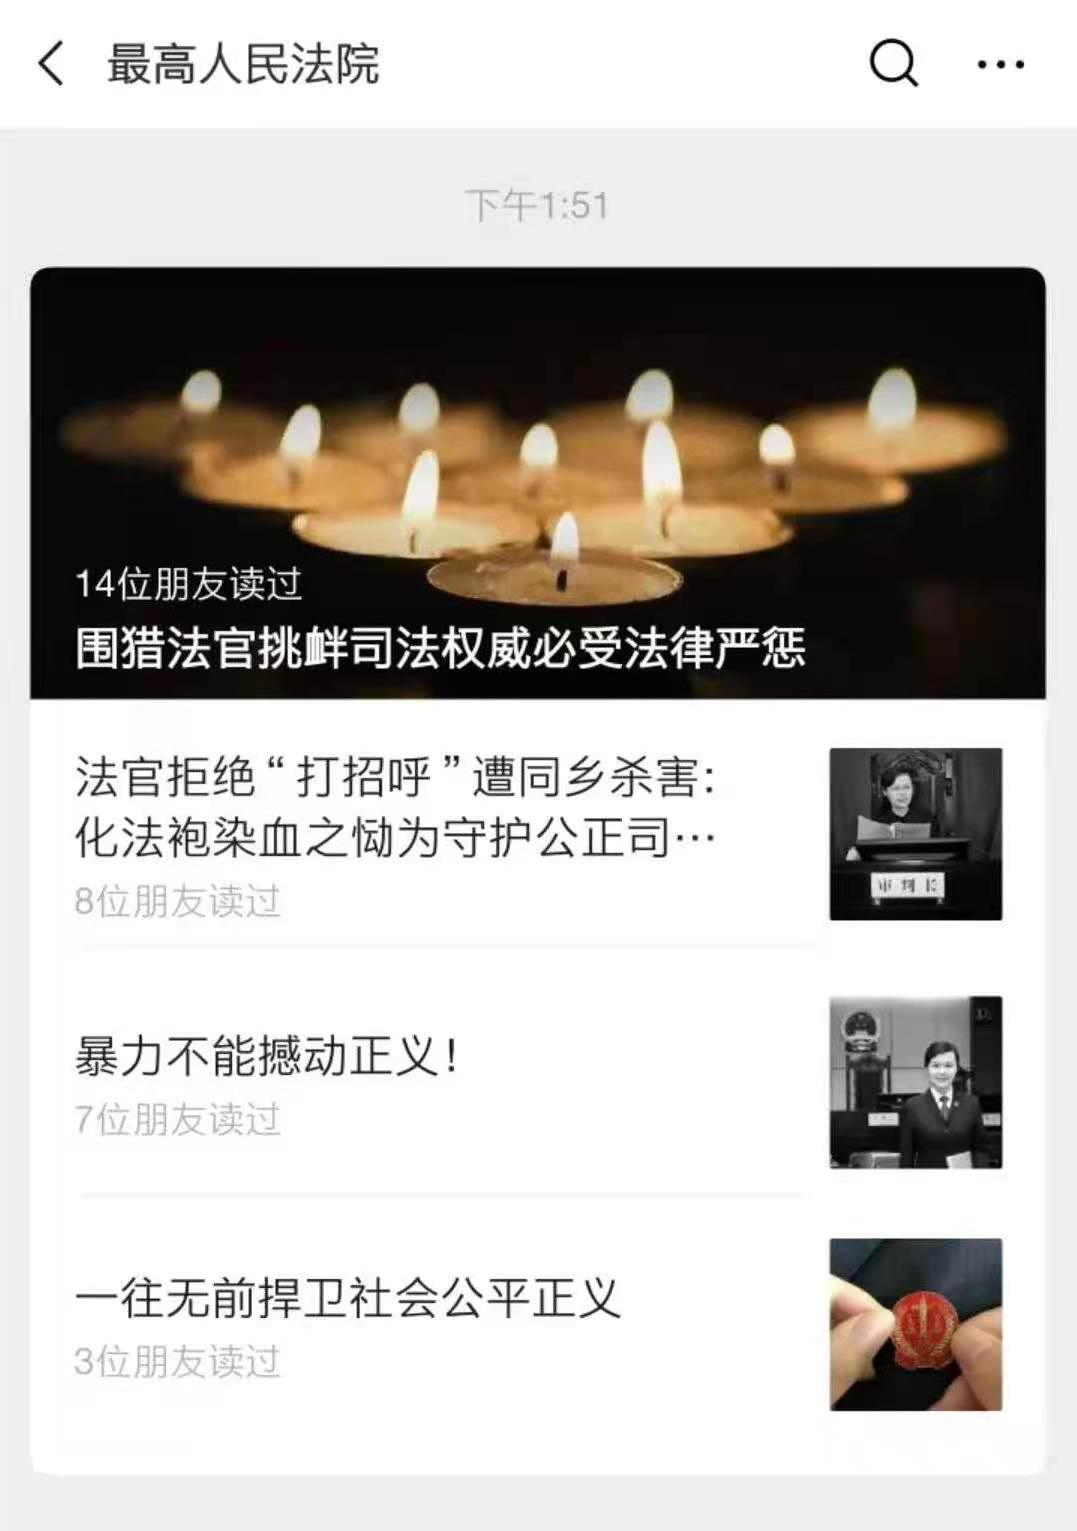 最高人民法院
下午1:51
14位朋友读过
围猎法官挑衅司法权威必受法律严惩
法官拒绝“打招呼”遭同乡杀害:
化法袍染血之恸为守护公正司…
8位朋友读过
审判长
暴力不能撼动正义!
7位朋友读过
一往无前捍卫社会公平正义
3位朋友读过